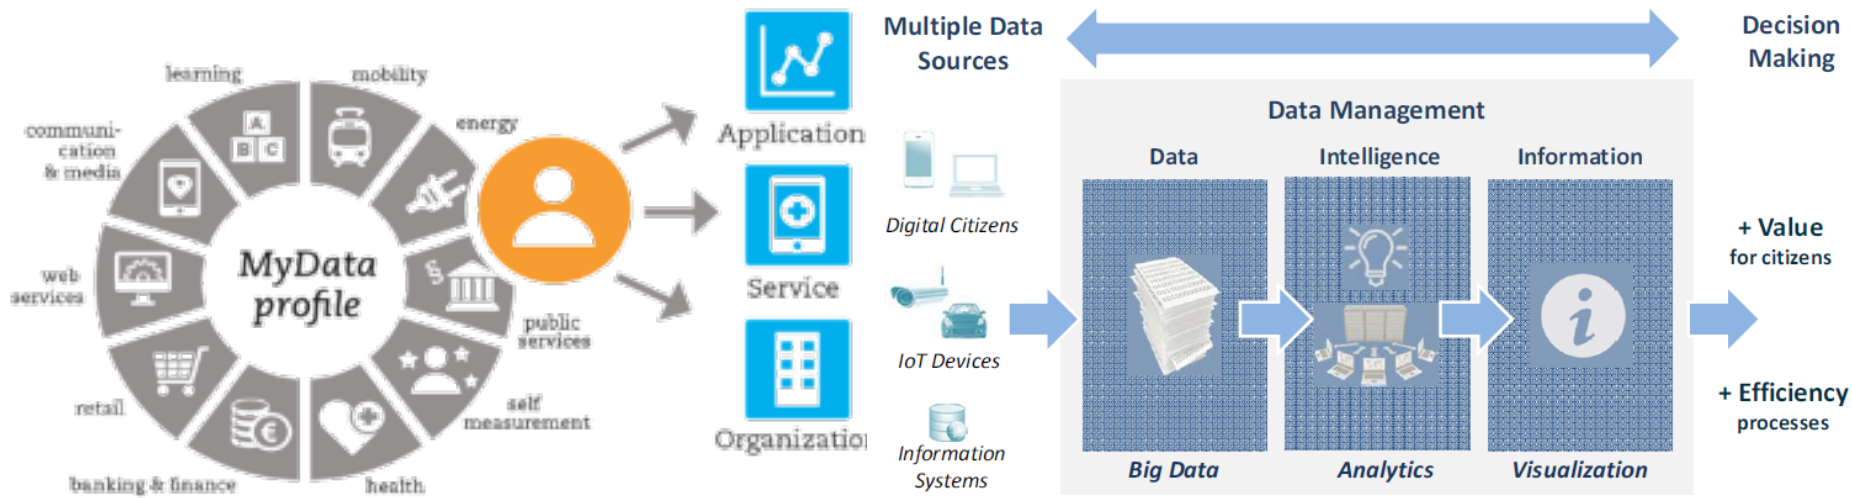 learning
mobility
communi-
cation
& media
energy
web
services
MyData
profile
public
services
retail
self
measurement
banking & finance
health
A
B C
§
€
Application
Service
Organizatio
Multiple Data
Sources
Decision
Making
Data Management
Data
Intelligence
Information
Digital Citizens
IoT Devices
Information
Systems
i
Big Data
Analytics
Visualization
+ Value
for citizens
+ Efficiency
processes